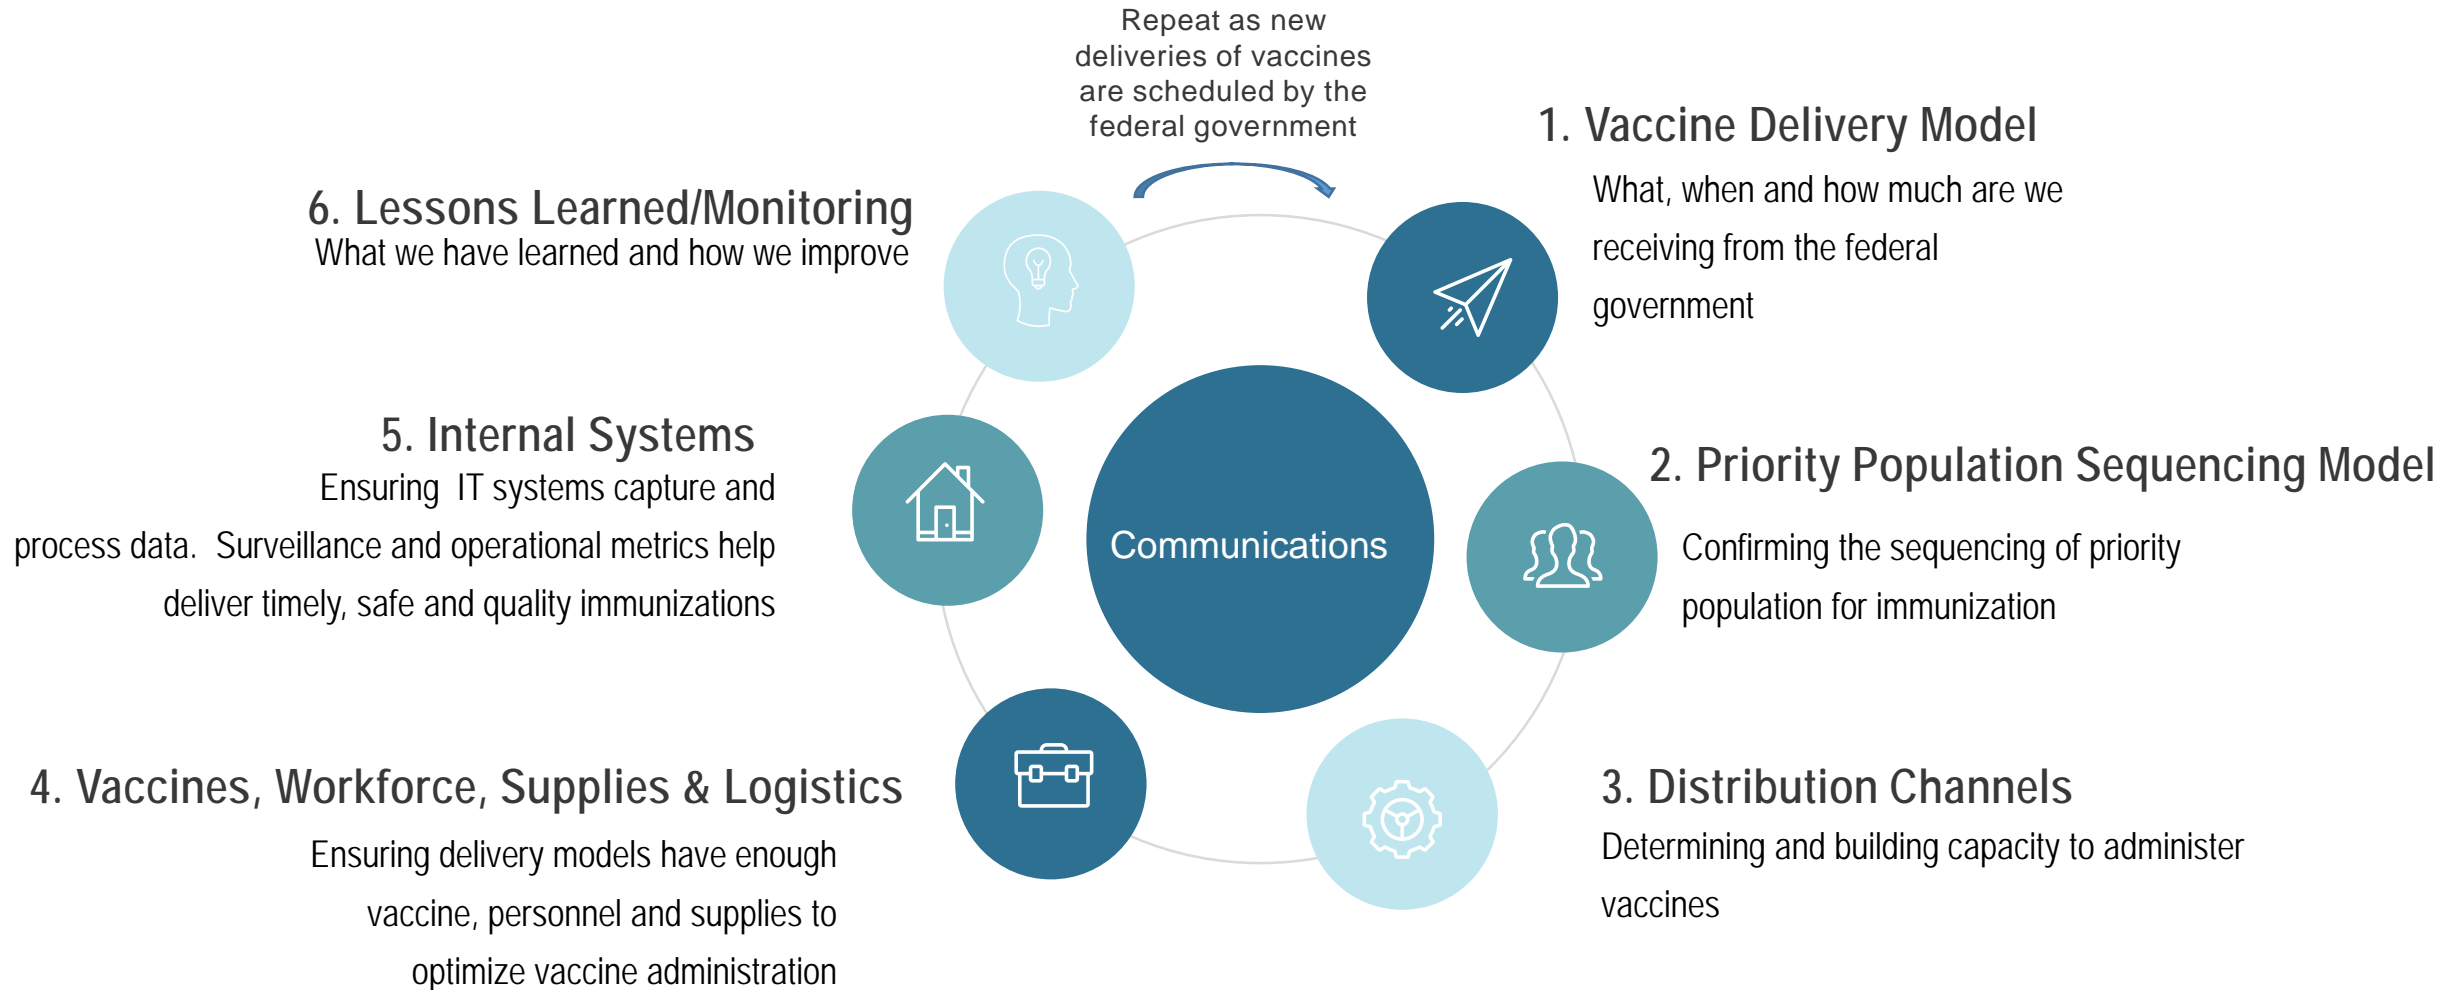 Repeat as new
deliveries of vaccines
are scheduled by the
federal government
1. Vaccine Delivery Model
What, when and how much are we
receiving from the federal
government
2. Priority Population Sequencing Model
Confirming the sequencing of priority
population for immunization
3. Distribution Channels
Determining and building capacity to administer
vaccines
4. Vaccines, Workforce, Supplies & Logistics
Ensuring delivery models have enough
vaccine, personnel and supplies to
optimize vaccine administration
5. Internal Systems
Ensuring IT systems capture and
process data. Surveillance and operational metrics help
deliver timely, safe and quality immunizations
6. Lessons Learned/Monitoring
What we have learned and how we improve
Communications